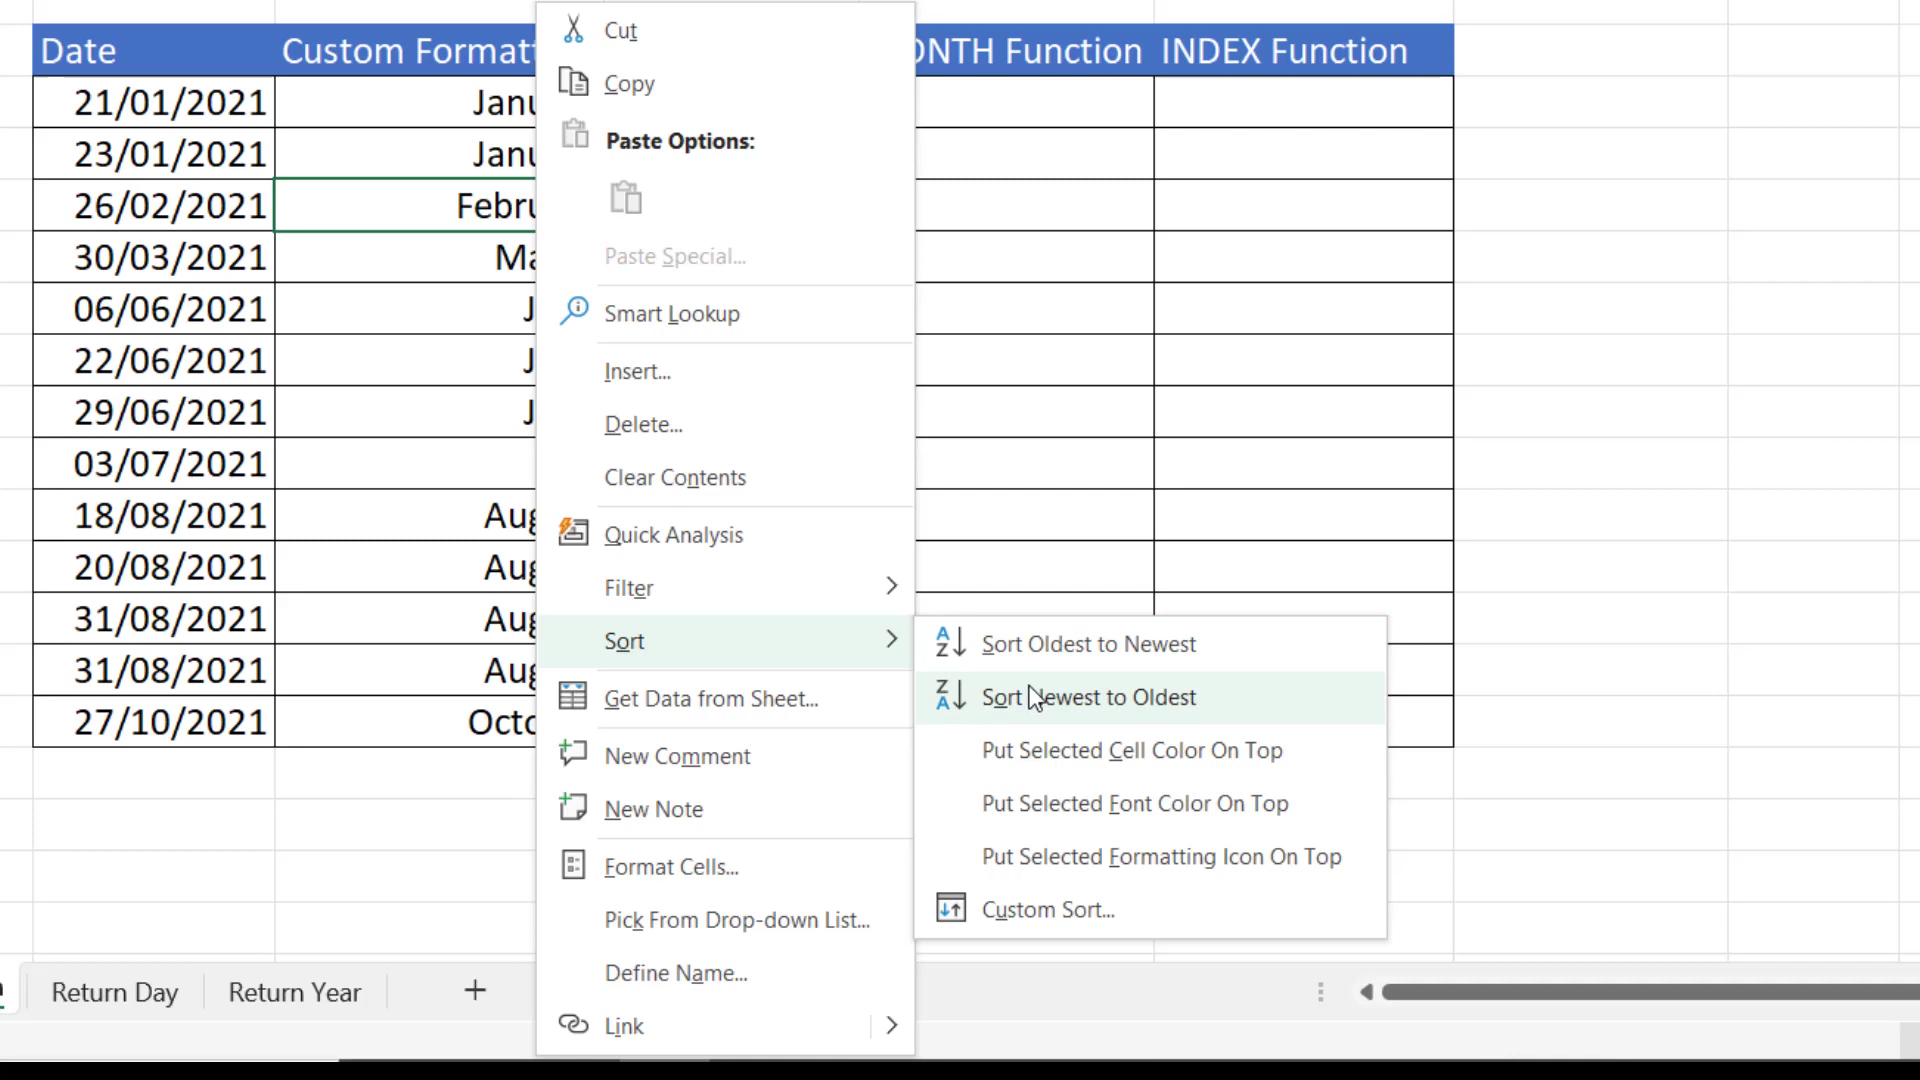 Date Custom Formatt ONTH Function INDEX Function
21/01/2021 Janu
23/01/2021 Janu
26/02/2021 Febru
30/03/2021 Ma
06/06/2021 J
22/06/2021 J
29/06/2021 J
03/07/2021
18/08/2021 Aug
20/08/2021 Aug
31/08/2021 Aug
31/08/2021 Aug
27/10/2021 Octo
Cut
Copy
Paste Options:
Paste Special...
Smart Lookup
Insert...
Delete...
Clear Contents
Quick Analysis
Filter
Sort
Get Data from Sheet...
New Comment
New Note
Format Cells...
Pick From Drop-down List...
Define Name...
Link
Sort Oldest to Newest
Sort Newest to Oldest
Put Selected Cell Color On Top
Put Selected Font Color On Top
Put Selected Formatting Icon On Top
Custom Sort...
Return Day Return Year